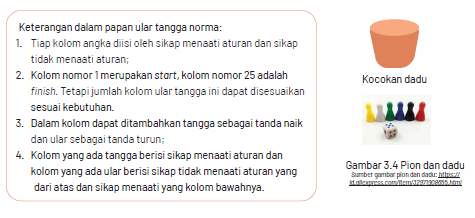 Keterangan dalam papan ular tangga norma:
1. Tiap kolom angka diisi oleh sikap menaati aturan dan sikap
tidak menaati aturan;
2. Kolom nomor 1 merupakan start, kolom nomor 25 adalah
finish. Tetapi jumlah kolom ular tangga ini dapat disesuaikan
sesuai kebutuhan.
3. Dalam kolom dapat ditambahkan tangga sebagai tanda naik
dan ular sebagai tanda turun;
4. Kolom yang ada tangga berisi sikap menaati aturan dan
kolom yang ada ular berisi sikap tidak menaati aturan yang
dari atas dan sikap menaati yang kolom bawahnya.
Kocokan dadu
Gambar 3.4 Pion dan dadu
Sumber gambar pion dan dadu: https://
id.aliexpress.com/item/32971908655.html